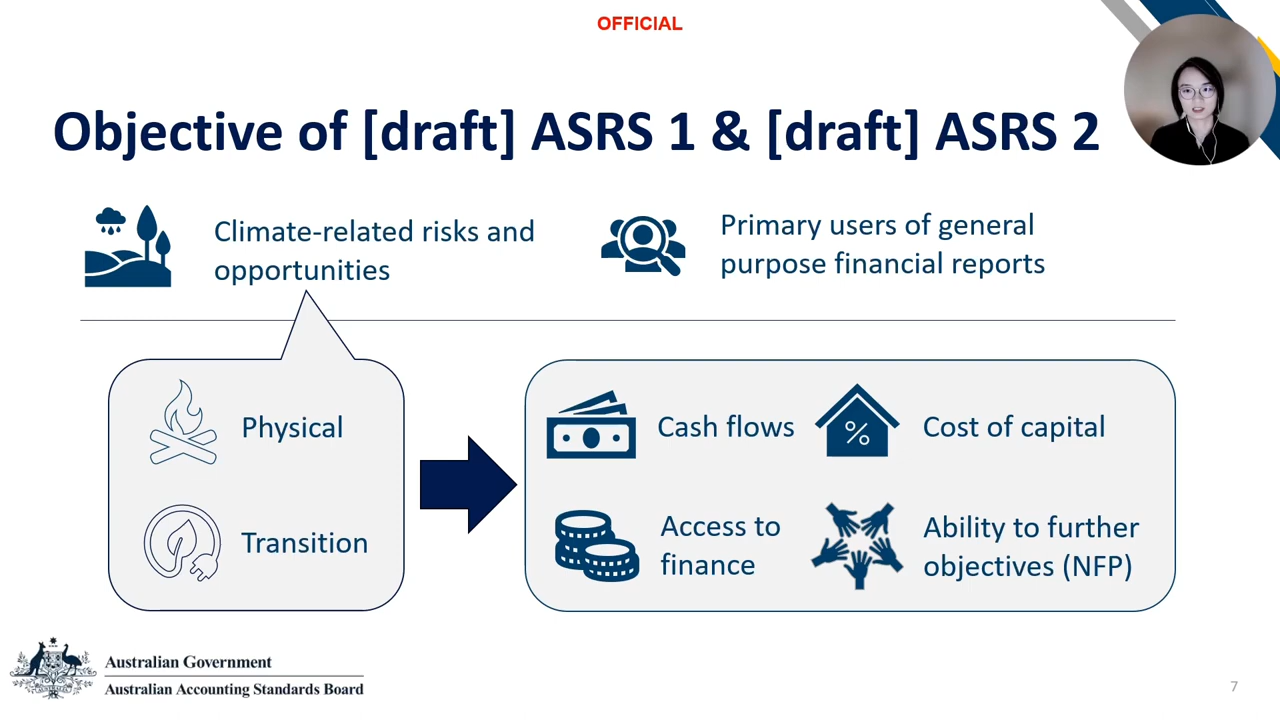 OFFICIAL
Objective of [draft] ASRS 1 & [draft] ASRS 2
Climate-related risks and
opportunities
Primary users of general
purpose financial reports
Physical
Transition
Cash flows
%
Cost of capital
Access to
finance
Ability to further
objectives (NFP)
Australian Government
Australian Accounting Standards Board
7